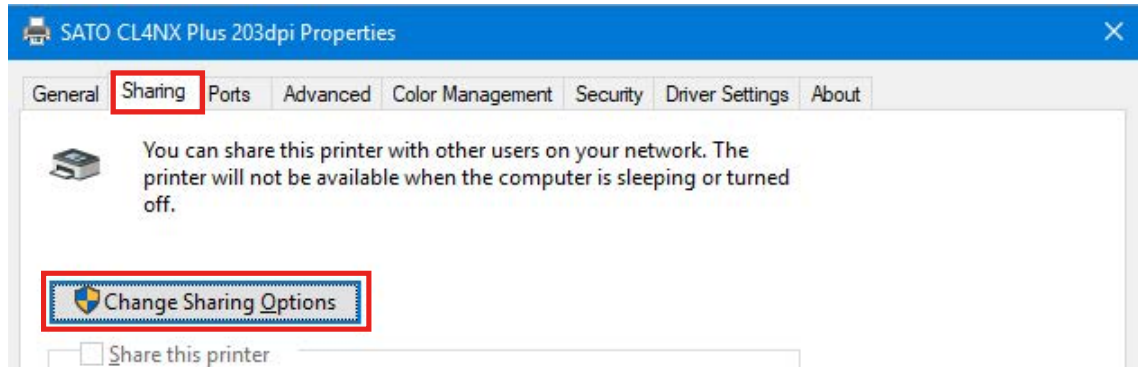 SATO CL4NX Plus 203dpi Properties
General Sharing Ports Advanced Color Management Security Driver Settings About
You can share this printer with other users on your network. The
printer will not be available when the computer is sleeping or turned
off.
Change Sharing Options
Share this printer